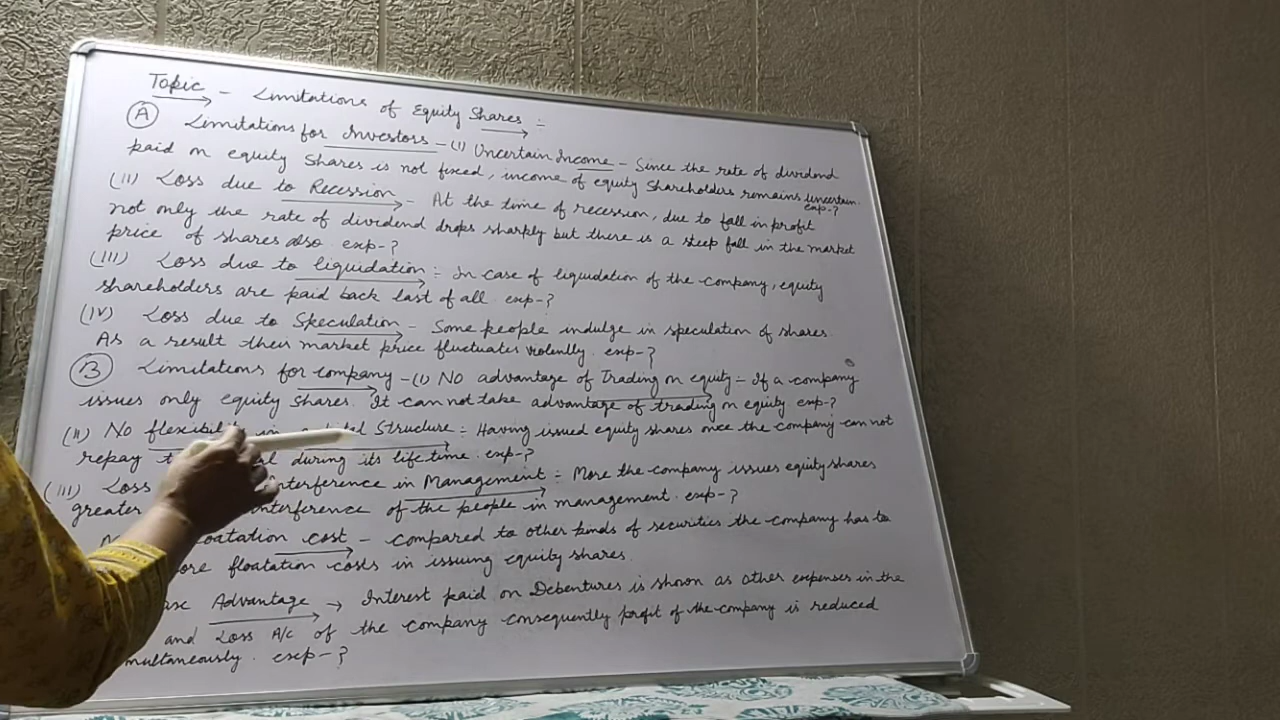 Topic - Limitations of Equity Shares :-
(A) Limitations for Investors - (I) Uncertain Income - Since the rate of dividend
paid on equity Shares is not fixed, income of equity Shareholders remains Uncertain. exp-?
(II) Loss due to Recession - At the time of recession, due to fall in profit
not only the rate of dividend drops sharply but there is a steep fall in the market
price of shares also. exp-?
(III) Loss due to liquidation :- In case of liquidation of the company, equity
shareholders are paid back last of all. exp-?
(IV) Loss due to Speculation - Some people indulge in speculation of shares.
As a result their market price fluctuates violently. exp-?
(B) Limitations for company - (I) No advantage of Trading on equity :- If a company
issues only equity Shares. It can not take advantage of trading on equity exp-?
(II) No flexibility in Structure :- Having issued equity shares once the company can not
repay during its life time. exp-?
(III) Loss interference in Management :- More the company issues equity shares
greater interference of the people in management. exp-?
cost - compared to other kinds of securities the company has to
floatation costs in issuing equity shares.
Advantage → Interest paid on Debentures is shown as other expenses in the
and Loss A/c of the company consequently profit of the company is reduced
exp-?